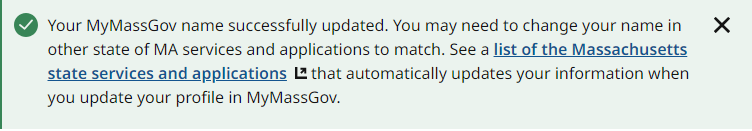 Your MyMassGov name successfully updated. You may need to change your name in
other state of MA services and applications to match. See a list of the Massachusetts
state services and applications that automatically updates your information when
you update your profile in MyMassGov.